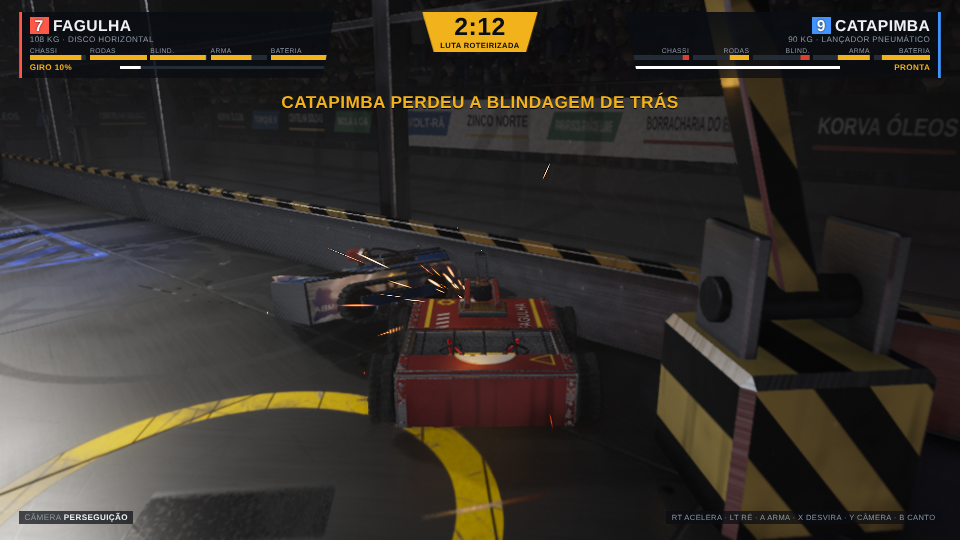 7 FAGULHA
108 KG · DISCO HORIZONTAL
CHASSI RODAS BLIND. ARMA BATERIA
GIRO 10%
2:12
LUTA ROTEIRIZADA
9 CATAPIMBA
90 KG · LANÇADOR PNEUMÁTICO
CHASSI RODAS BLIND. ARMA BATERIA
PRONTA
CATAPIMBA PERDEU A BLINDAGEM DE TRÁS
VOLT-RÃ
ZINCO NORTE
BORRACHARIA DO
KORVA ÓLEOS
FAGULHA
CÂMERA PERSEGUIÇÃO
RT ACELERA · LT RÉ · A ARMA · X DESVIRA · Y CÂMERA · B CANTO